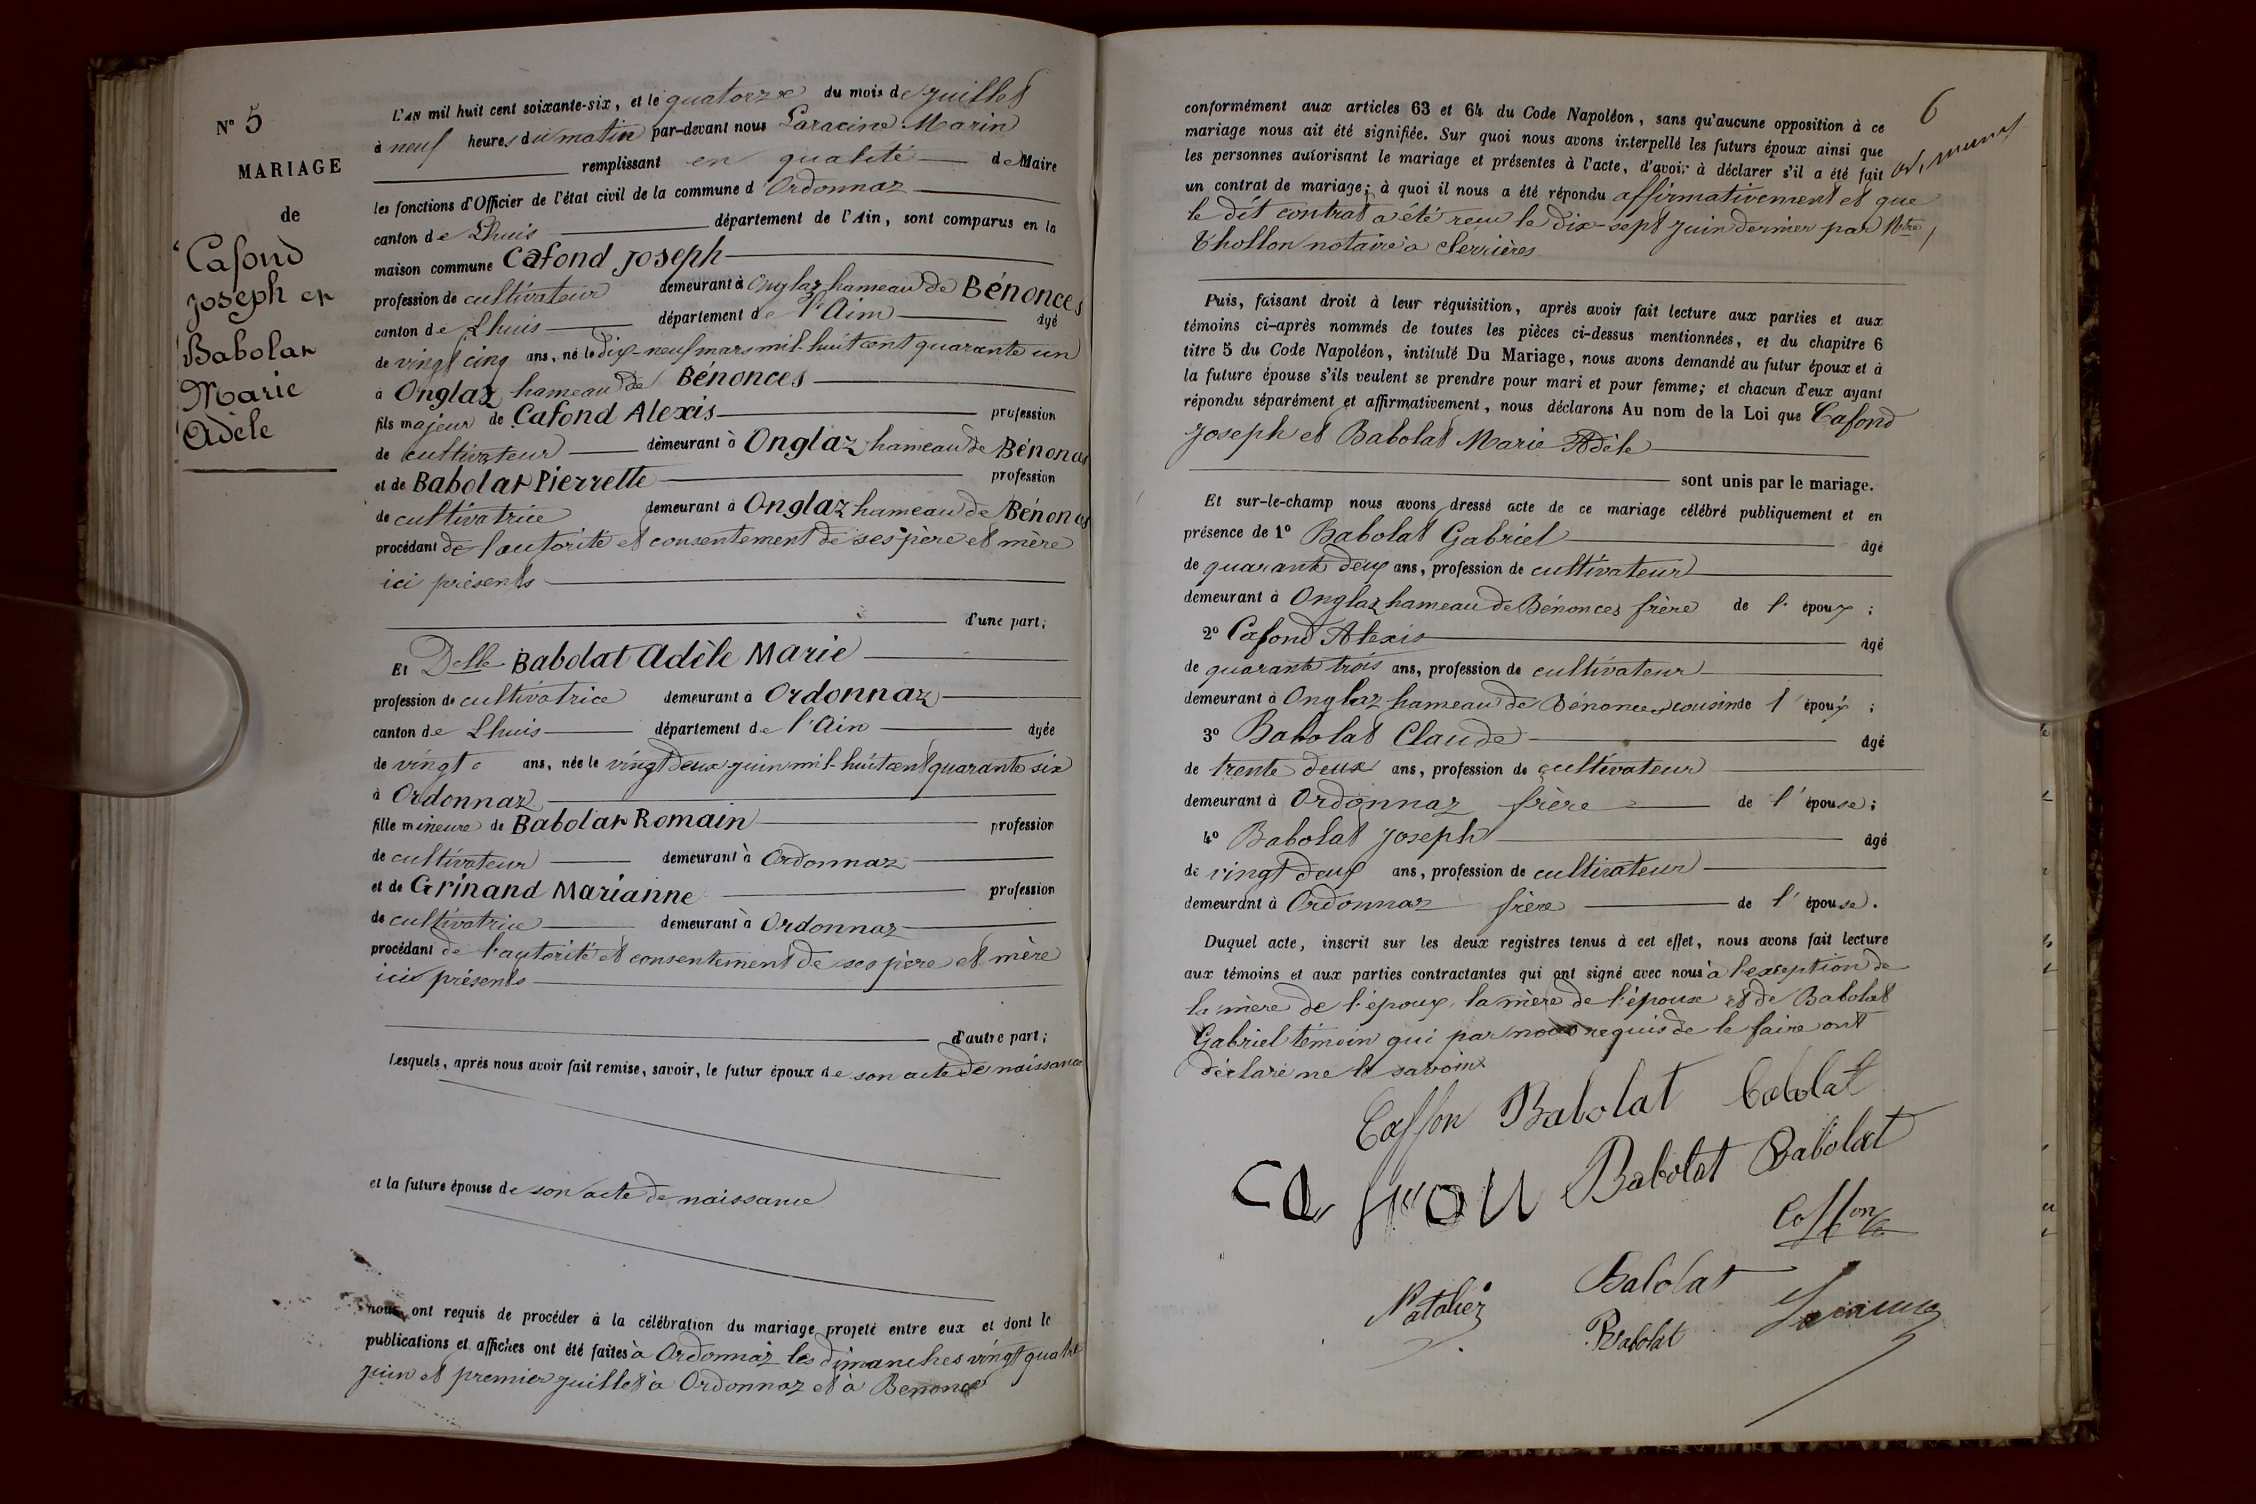 N° 5
MARIAGE
de
Cafond
Joseph et
Babolat
Marie
Adèle
L'AN mil huit cent soixante-six, et le quatorze du mois de juillet
à neuf heures du matin par-devant nous Laracine Marin
remplissant en qualité de Maire
les fonctions d'Officier de l'état civil de la commune d'Ordonnaz
canton de Lhuis département de l'Ain, sont comparus en la
maison commune Cafond Joseph
profession de cultivateur demeurant à Onglaz hameau de Bénonces
canton de Lhuis département de l'Ain âgé
de vingt cinq ans, né le dix-neuf mars mil-huit cent quarante un
à Onglaz hameau de Bénonces
fils majeur de Cafond Alexis profession
de cultivateur demeurant à Onglaz hameau de Bénonces
et de Babolat Pierrette profession
de cultivatrice demeurant à Onglaz hameau de Bénonces
procédant de l'autorité et consentement de ses père et mère
ici présents
d'une part;
Et Delle Babolat Adèle Marie
profession de cultivatrice demeurant à Ordonnaz
canton de Lhuis département de l'Ain âgée
de vingt ans, née le vingt deux juin mil-huit cent quarante six
à Ordonnaz
fille mineure de Babolat Romain profession
de cultivateur demeurant à Ordonnaz
et de Grinand Marianne profession
de cultivatrice demeurant à Ordonnaz
procédant de l'autorité et consentement de ses père et mère
ici présents
d'autre part;
Lesquels, après nous avoir fait remise, savoir, le futur époux de son acte de naissance
et la future épouse de son acte de naissance
nous ont requis de procéder à la célébration du mariage projeté entre eux et dont les
publications et affiches ont été faites à Ordonnaz les dimanches vingt quatre
juin et premier juillet à Ordonnaz et à Benonces
6
conformément aux articles 63 et 64 du Code Napoléon, sans qu'aucune opposition à ce
mariage nous ait été signifiée. Sur quoi nous avons interpellé les futurs époux ainsi que
les personnes autorisant le mariage et présentes à l'acte, d'avoir à déclarer s'il a été fait
un contrat de mariage; à quoi il nous a été répondu affirmativement et que
le dit contrat a été reçu le dix-sept juin dernier par Mtre
Thollon notaire à Serrières
Puis, faisant droit à leur réquisition, après avoir fait lecture aux parties et aux
témoins ci-après nommés de toutes les pièces ci-dessus mentionnées, et du chapitre 6
titre 5 du Code Napoléon, intitulé Du Mariage, nous avons demandé au futur époux et à
la future épouse s'ils veulent se prendre pour mari et pour femme; et chacun d'eux ayant
répondu séparément et affirmativement, nous déclarons Au nom de la Loi que Cafond
Joseph et Babolat Marie Adèle
sont unis par le mariage.
Et sur-le-champ nous avons dressé acte de ce mariage célébré publiquement et en
présence de 1° Babolat Gabriel âgé
de quarante deux ans, profession de cultivateur
demeurant à Onglaz hameau de Bénonces frère de l'époux;
2° Cafond Alexis âgé
de quarante trois ans, profession de cultivateur
demeurant à Onglaz hameau de Bénonces cousin de l'époux;
3° Babolat Claude âgé
de trente deux ans, profession de cultivateur
demeurant à Ordonnaz frère de l'épouse;
4° Babolat Joseph âgé
de vingt deux ans, profession de cultivateur
demeurant à Ordonnaz frère de l'épouse.
Duquel acte, inscrit sur les deux registres tenus à cet effet, nous avons fait lecture
aux témoins et aux parties contractantes qui ont signé avec nous à l'exception de
la mère de l'époux, la mère de l'épouse et de Babolat
Gabriel témoin qui par nous requis de le faire ont
déclaré ne le savoir
Caffon Babolat Babolat
Babolat Babolat
Caffon
Babolat
Babolat